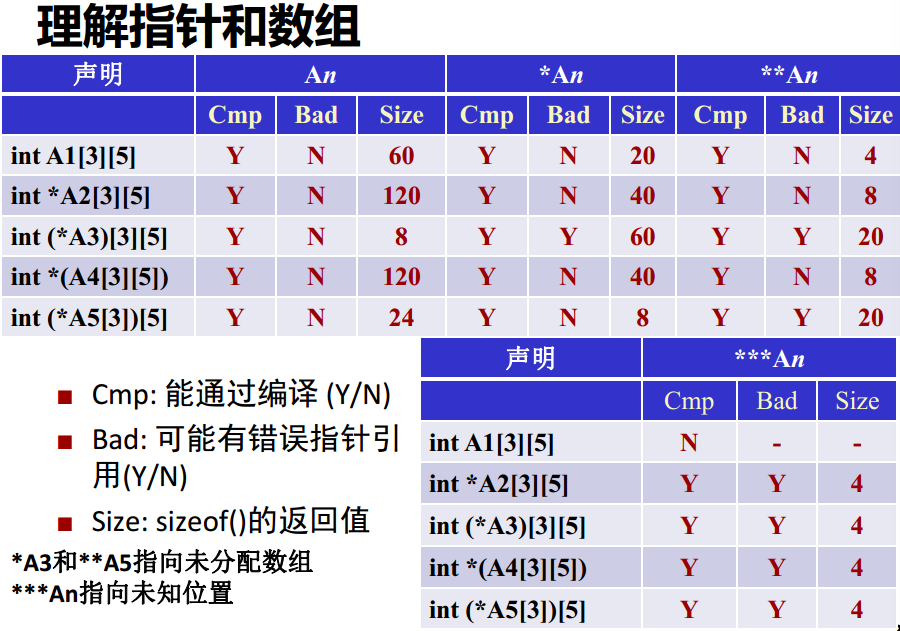 理解指针和数组
声明 An *An **An
Cmp Bad Size Cmp Bad Size Cmp Bad Size
int A1[3][5] Y N 60 Y N 20 Y N 4
int *A2[3][5] Y N 120 Y N 40 Y N 8
int (*A3)[3][5] Y N 8 Y Y 60 Y Y 20
int *(A4[3][5]) Y N 120 Y N 40 Y N 8
int (*A5[3])[5] Y N 24 Y N 8 Y Y 20
声明 ***An
Cmp Bad Size
int A1[3][5] N - -
int *A2[3][5] Y Y 4
int (*A3)[3][5] Y Y 4
int *(A4[3][5]) Y Y 4
int (*A5[3])[5] Y Y 4
■ Cmp: 能通过编译 (Y/N)
■ Bad: 可能有错误指针引
用(Y/N)
■ Size: sizeof()的返回值
*A3和**A5指向未分配数组
***An指向未知位置